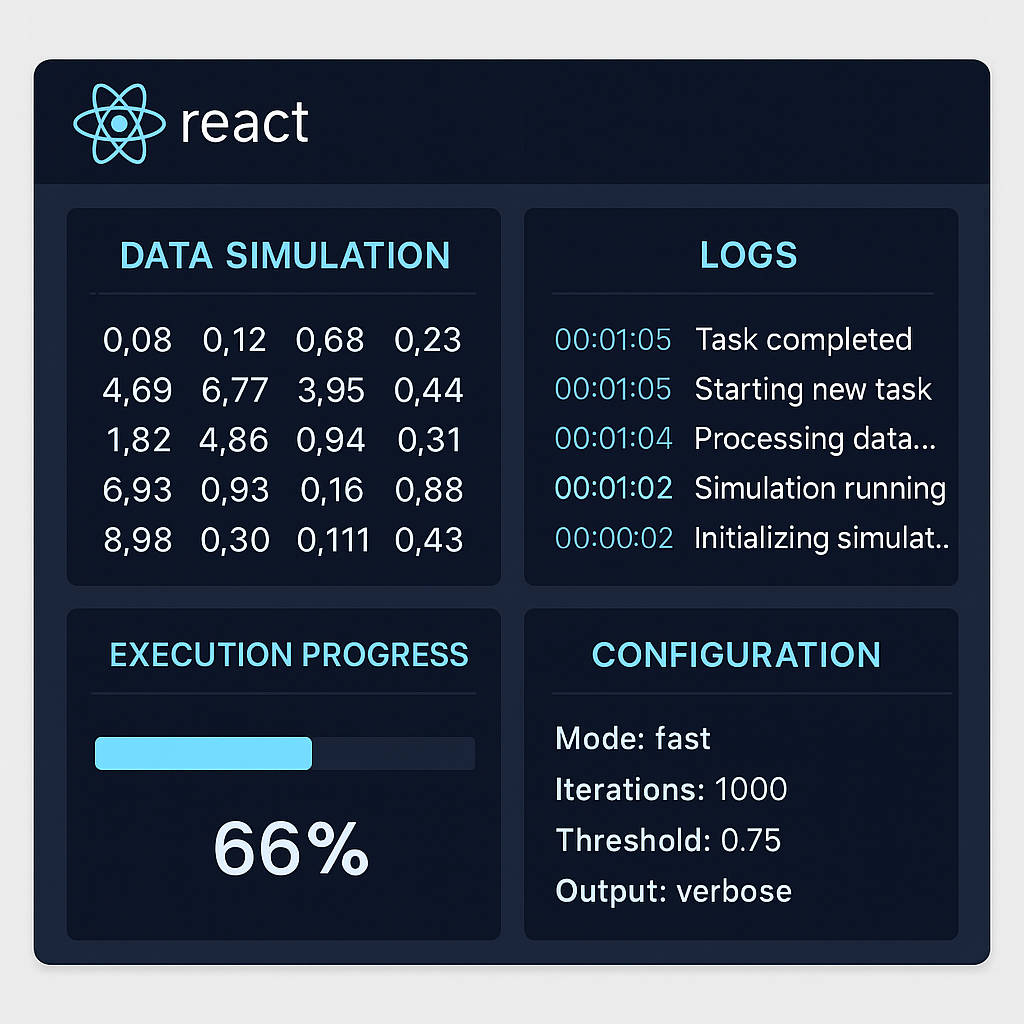 react
DATA SIMULATION
0,08 0,12 0,68 0,23
4,69 6,77 3,95 0,44
1,82 4,86 0,94 0,31
6,93 0,93 0,16 0,88
8,98 0,30 0,111 0,43
LOGS
00:01:05 Task completed
00:01:05 Starting new task
00:01:04 Processing data...
00:01:02 Simulation running
00:00:02 Initializing simulat..
EXECUTION PROGRESS
66%
CONFIGURATION
Mode: fast
Iterations: 1000
Threshold: 0.75
Output: verbose